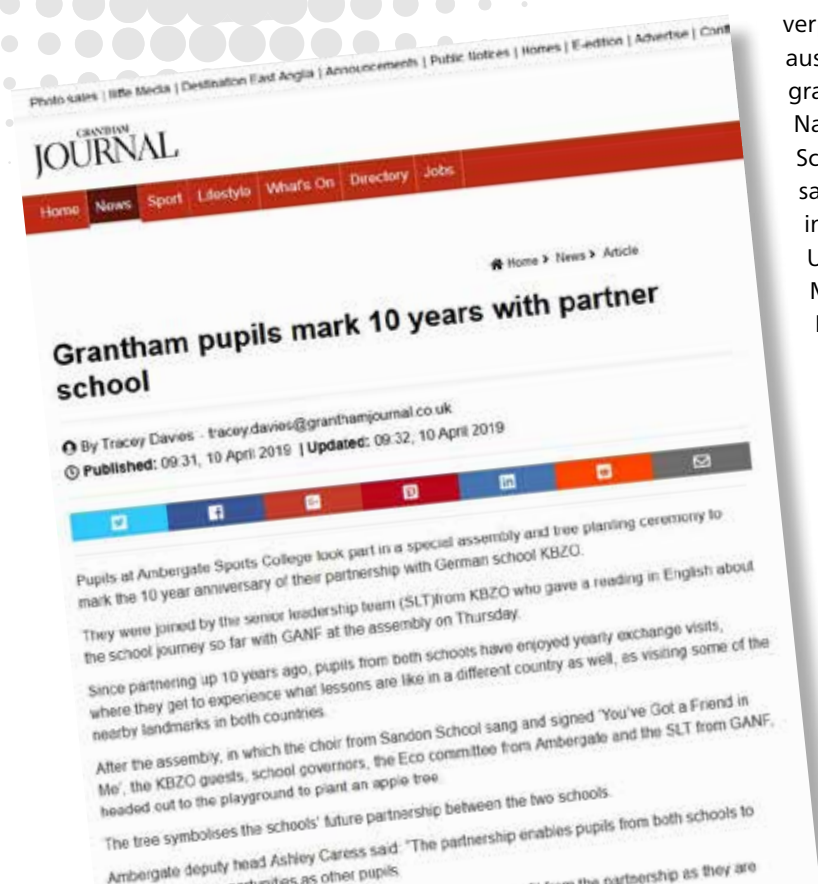 Photo sales | Iliffe Media | Destination East Anglia | Announcements | Public Notices | Homes | E-edition | Advertise |
GRANTHAM
JOURNAL
Home News Sport Lifestyle What's On Directory Jobs
Home > News > Article
Grantham pupils mark 10 years with partner
school
By Tracey Davies - tracey.davies@granthamjournal.co.uk
Published: 09:31, 10 April 2019 | Updated: 09:32, 10 April 2019
Pupils at Ambergate Sports College took part in a special assembly and tree planting ceremony to
mark the 10 year anniversary of their partnership with German school KBZO.
They were joined by the senior leadership team (SLT)from KBZO who gave a reading in English about
the school journey so far with GANF at the assembly on Thursday.
Since partnering up 10 years ago, pupils from both schools have enjoyed yearly exchange visits,
where they get to experience what lessons are like in a different country as well, as visiting some of the
nearby landmarks in both countries.
After the assembly, in which the choir from Sandon School sang and signed 'You've Got a Friend in
Me', the KBZO guests, school governors, the Eco committee from Ambergate and the SLT from GANF,
headed out to the playground to plant an apple tree.
The tree symbolises the schools' future partnership between the two schools.
Ambergate deputy head Ashley Caress said: "The partnership enables pupils from both schools to
as other pupils.
from the partnership as they are
ver
aus
gra
Na
Sc
sa
in